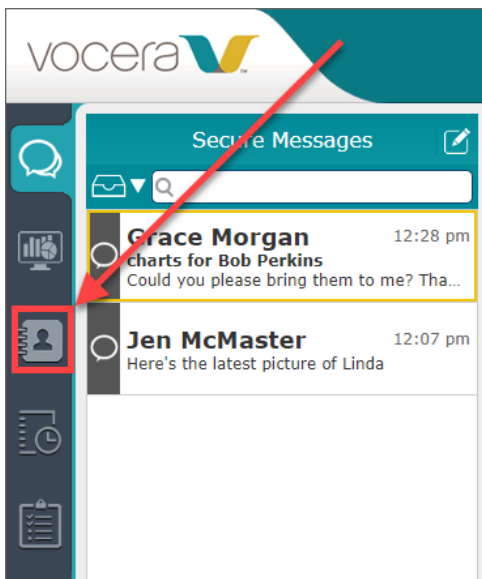 vocera
Secure Messages
Grace Morgan 12:28 pm
charts for Bob Perkins
Could you please bring them to me? Tha...
Jen McMaster 12:07 pm
Here's the latest picture of Linda